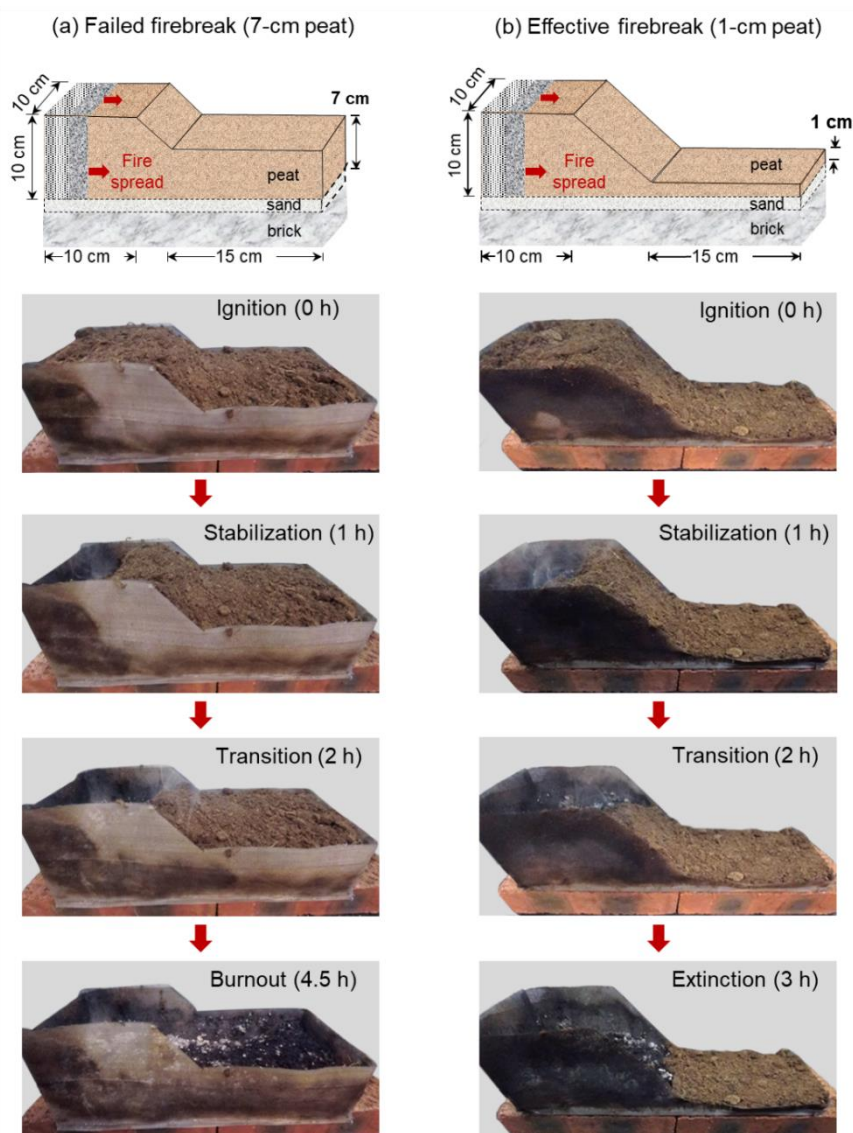 (a) Failed firebreak (7-cm peat)
10 cm
10 cm
7 cm
Fire
spread
peat
sand
brick
10 cm
15 cm
Ignition (0 h)
Stabilization (1 h)
Transition (2 h)
Burnout (4.5 h)
(b) Effective firebreak (1-cm peat)
10 cm
10 cm
1 cm
Fire
spread
peat
sand
brick
10 cm
15 cm
Ignition (0 h)
Stabilization (1 h)
Transition (2 h)
Extinction (3 h)